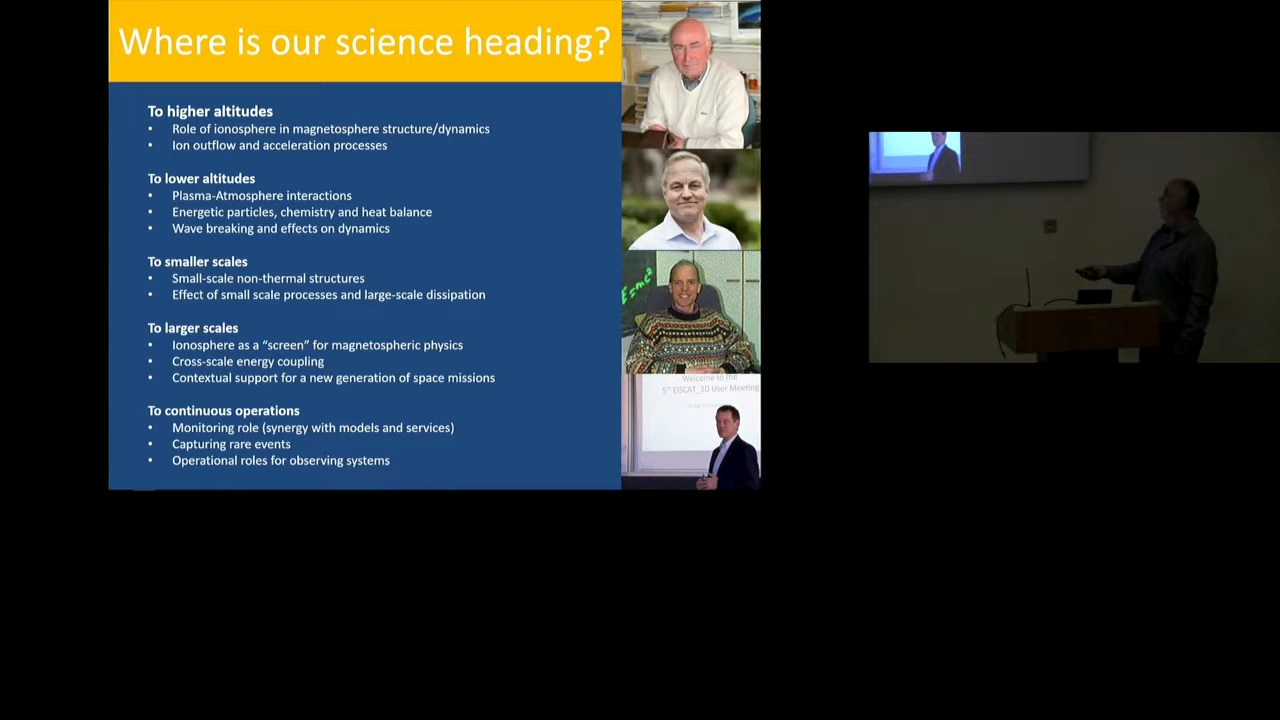 Where is our science heading?
To higher altitudes
• Role of ionosphere in magnetosphere structure/dynamics
• Ion outflow and acceleration processes
To lower altitudes
• Plasma-Atmosphere interactions
• Energetic particles, chemistry and heat balance
• Wave breaking and effects on dynamics
To smaller scales
• Small-scale non-thermal structures
• Effect of small scale processes and large-scale dissipation
To larger scales
• Ionosphere as a “screen” for magnetospheric physics
• Cross-scale energy coupling
• Contextual support for a new generation of space missions
To continuous operations
• Monitoring role (synergy with models and services)
• Capturing rare events
• Operational roles for observing systems
E=mc²
Welcome to the
5th EISCAT_3D User Meeting